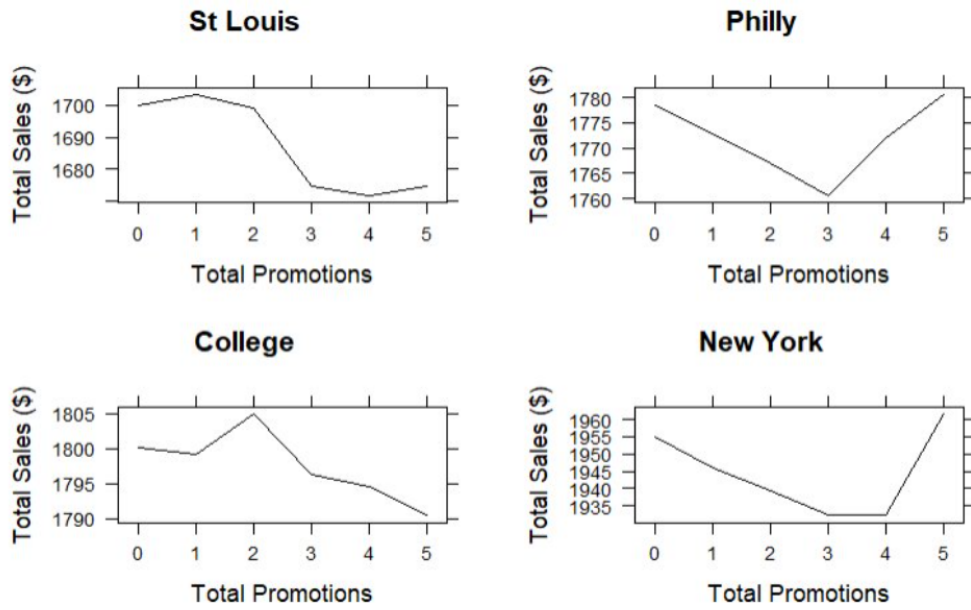 St Louis
Total Sales ($)
1700
1690
1680
0 1 2 3 4 5
Total Promotions
Philly
Total Sales ($)
1780
1775
1770
1765
1760
0 1 2 3 4 5
Total Promotions
College
Total Sales ($)
1805
1800
1795
1790
0 1 2 3 4 5
Total Promotions
New York
Total Sales ($)
1960
1955
1950
1945
1940
1935
0 1 2 3 4 5
Total Promotions